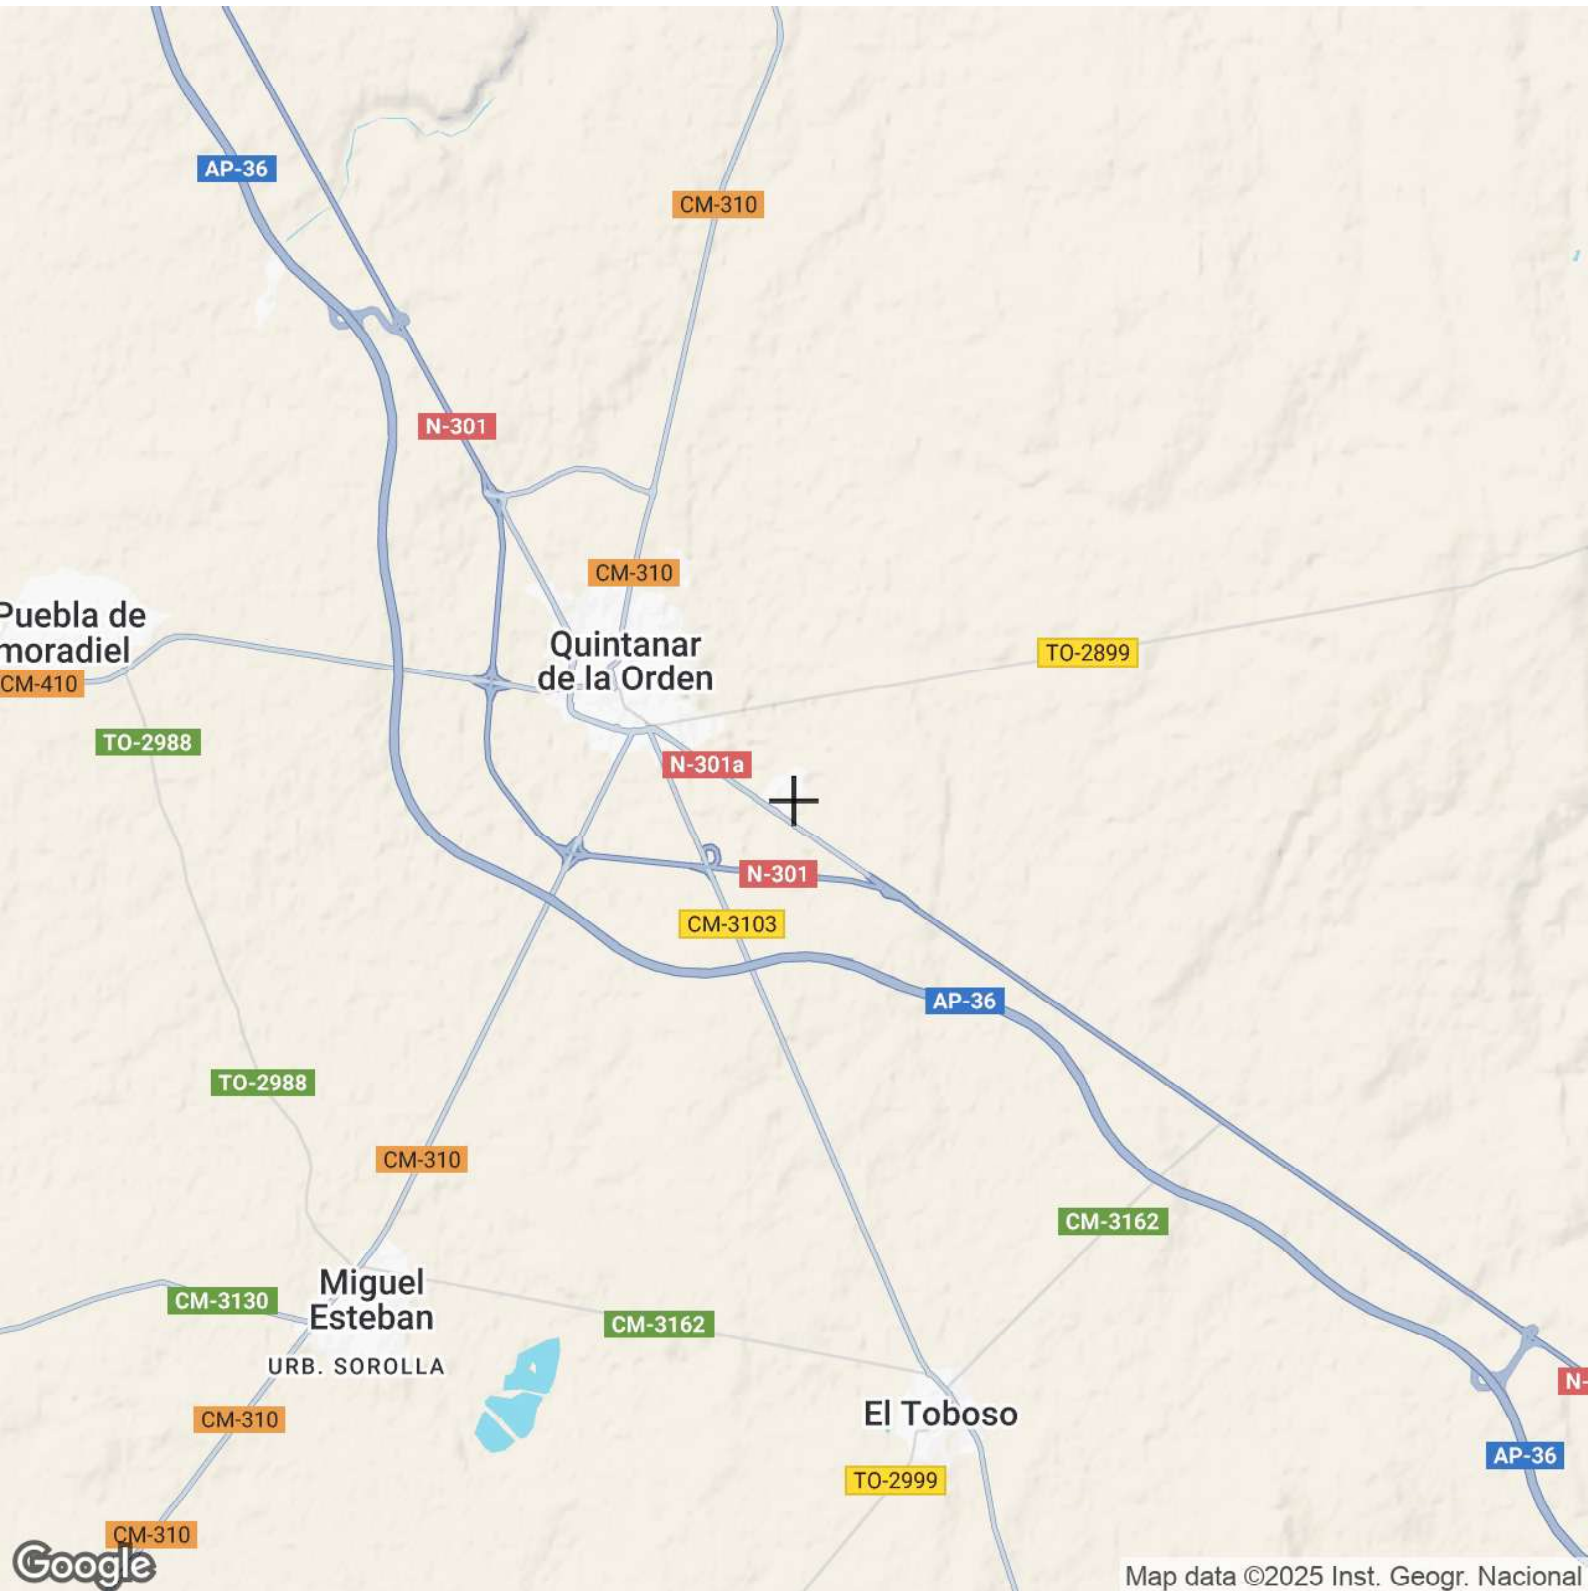 AP-36
CM-310
N-301
CM-310
Puebla de
moradiel
CM-410
Quintanar
de la Orden
TO-2899
TO-2988
N-301a
N-301
CM-3103
AP-36
TO-2988
CM-310
CM-3162
Miguel
Esteban
CM-3130
CM-3162
URB. SOROLLA
N-
CM-310
El Toboso
AP-36
TO-2999
CM-310
Google
Map data ©2025 Inst. Geogr. Nacional